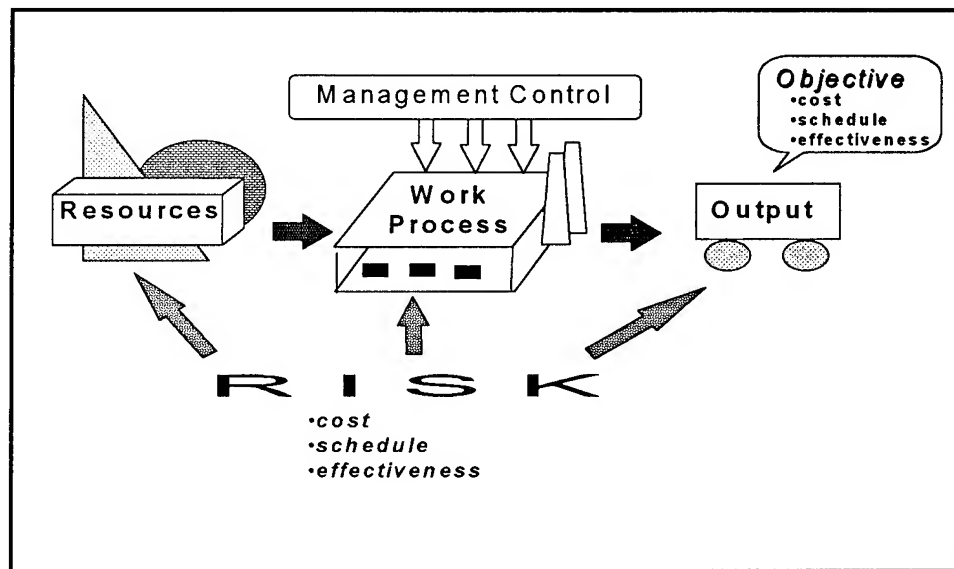 Management Control
Objective
•cost
•schedule
•effectiveness
Resources
Work
Process
Output
RISK
•cost
•schedule
•effectiveness